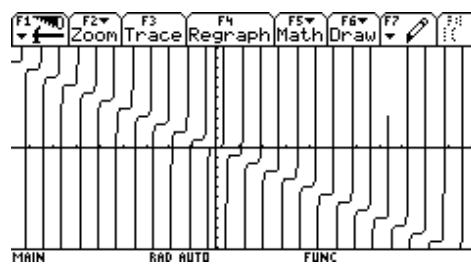 F1 F2 F3 F4 F5 F6 F7
Zoom Trace Regraph Math Draw
MAIN RAD AUTO FUNC